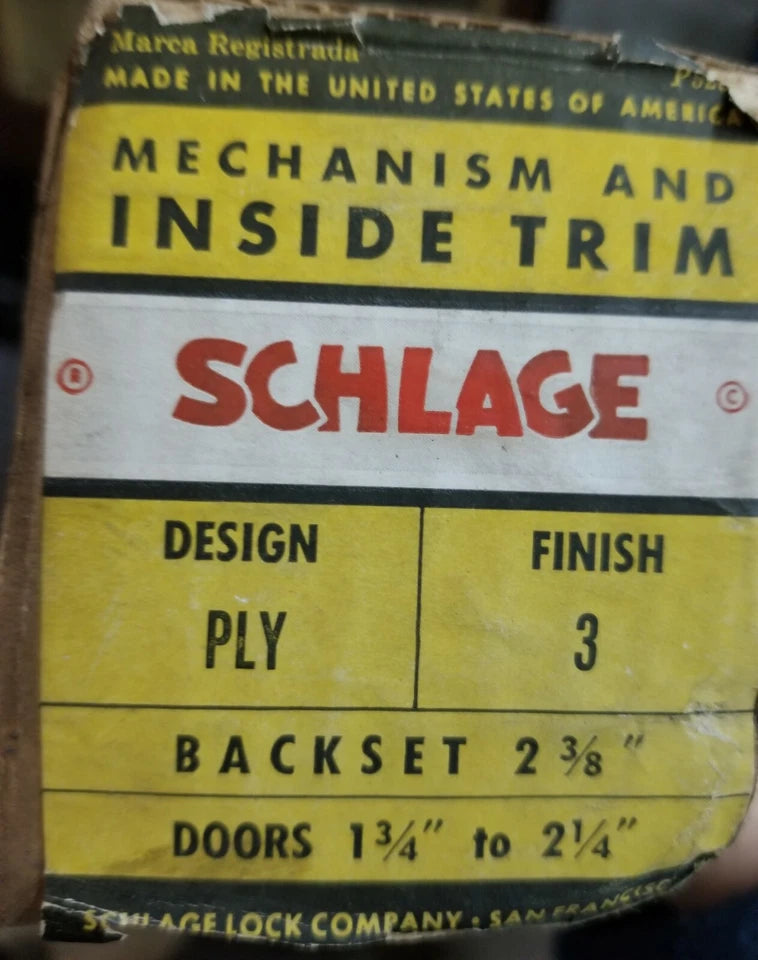 Marca Registrada
MADE IN THE UNITED STATES OF AMERICA
MECHANISM AND
INSIDE TRIM
® SCHLAGE ©
DESIGN FINISH
PLY 3
BACKSET 2 3/8"
DOORS 1 3/4" to 2 1/4"
SCHLAGE LOCK COMPANY • SAN FRANCISC